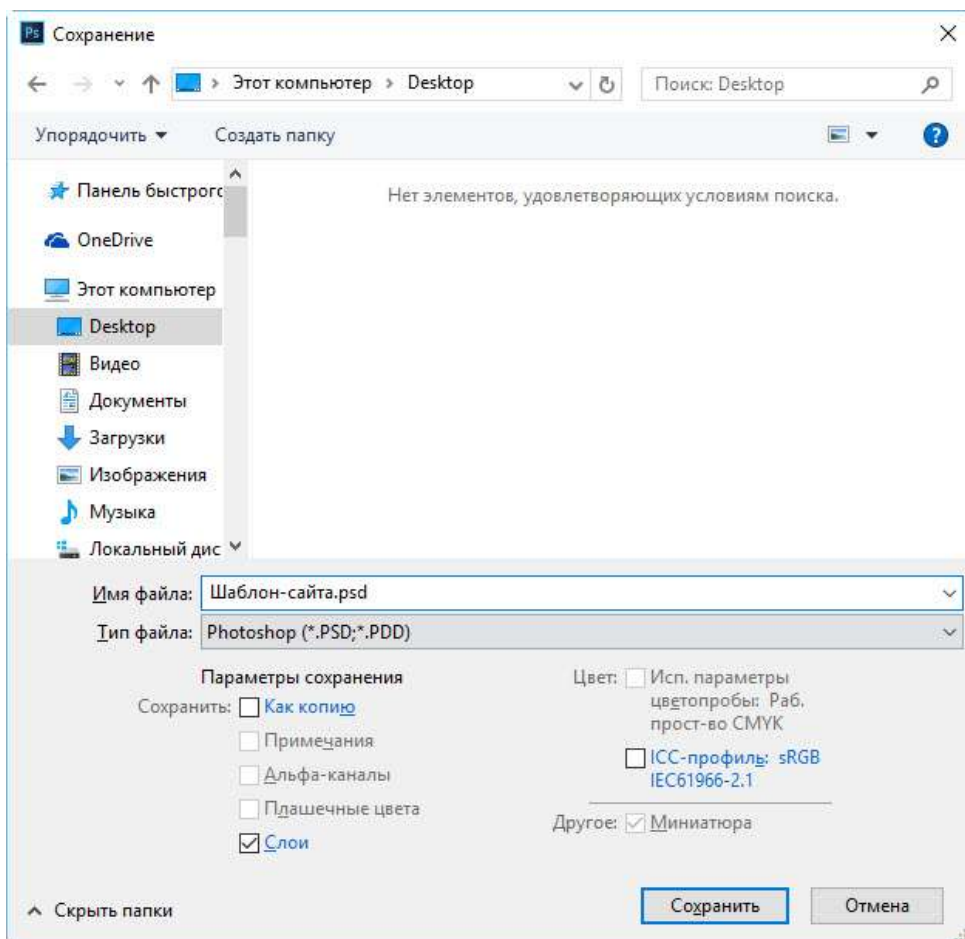 Ps Сохранение
Этот компьютер › Desktop
Поиск: Desktop
Упорядочить
Создать папку
Панель быстрого
Нет элементов, удовлетворяющих условиям поиска.
OneDrive
Этот компьютер
Desktop
Видео
Документы
Загрузки
Изображения
Музыка
Локальный дис
Имя файла: Шаблон-сайта.psd
Тип файла: Photoshop (*.PSD;*.PDD)
Параметры сохранения
Сохранить: Как копию
Примечания
Альфа-каналы
Плашечные цвета
Слои
Цвет: Исп. параметры
цветопробы: Раб.
прост-во CMYK
ICC-профиль: sRGB
IEC61966-2.1
Другое: Миниатюра
Скрыть папки
Сохранить
Отмена